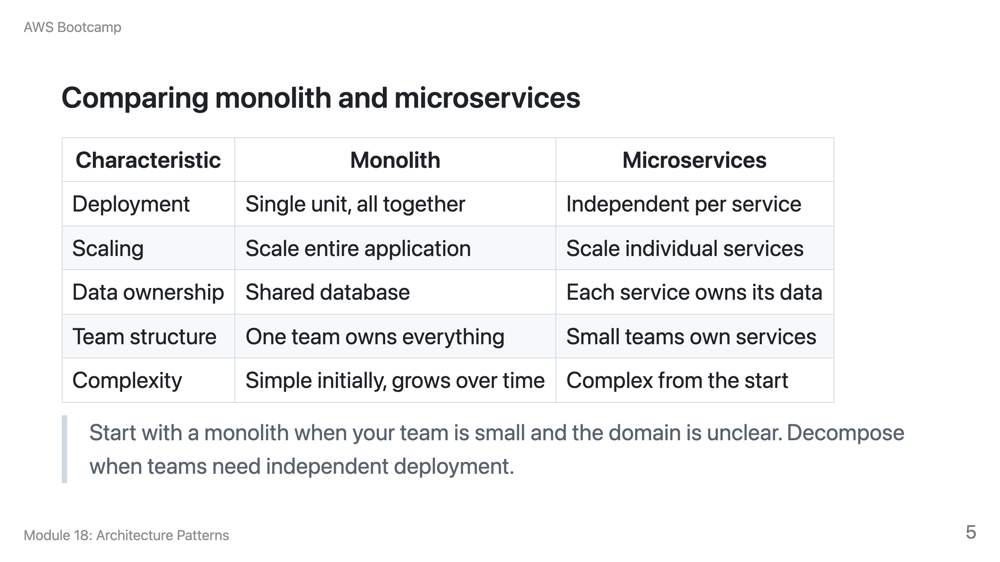 AWS Bootcamp
Comparing monolith and microservices
Characteristic Monolith Microservices
Deployment Single unit, all together Independent per service
Scaling Scale entire application Scale individual services
Data ownership Shared database Each service owns its data
Team structure One team owns everything Small teams own services
Complexity Simple initially, grows over time Complex from the start
Start with a monolith when your team is small and the domain is unclear. Decompose
when teams need independent deployment.
Module 18: Architecture Patterns
5